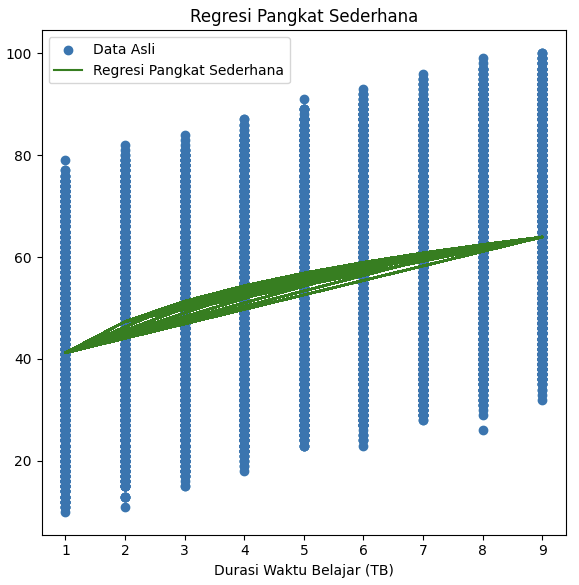 Regresi Pangkat Sederhana
Data Asli
Regresi Pangkat Sederhana
100
80
60
40
20
1 2 3 4 5 6 7 8 9
Durasi Waktu Belajar (TB)